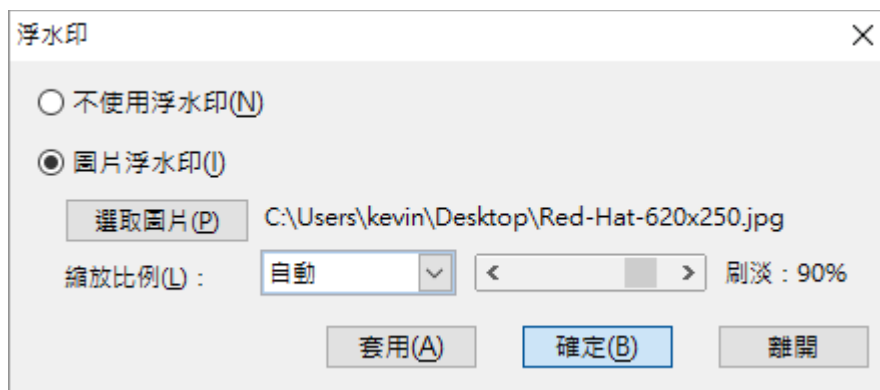 浮水印
不使用浮水印(N)
圖片浮水印(I)
選取圖片(P) C:\Users\kevin\Desktop\Red-Hat-620x250.jpg
縮放比例(L)： 自動 刷淡：90%
套用(A) 確定(B) 離開